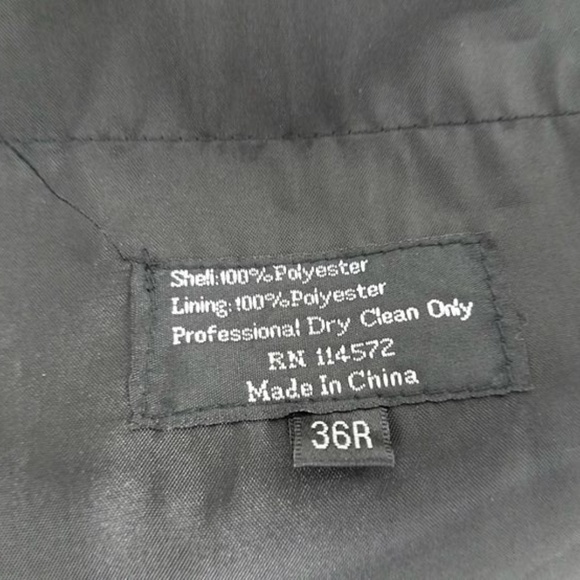 Shell:100%Polyester
Lining:100%Polyester
Professional Dry Clean Only
RN 114572
Made In China
36R